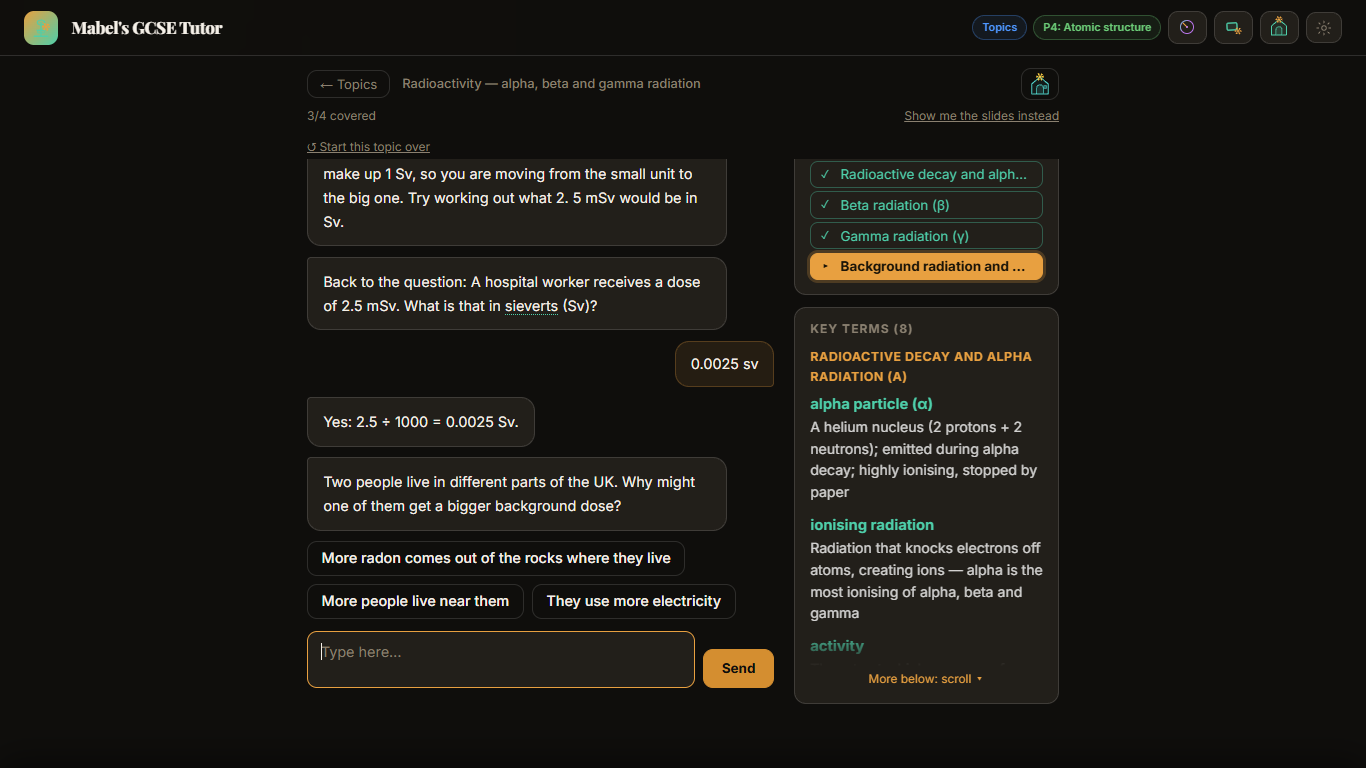 Mabel's GCSE Tutor
Topics
P4: Atomic structure
← Topics
Radioactivity — alpha, beta and gamma radiation
3/4 covered
Show me the slides instead
↺ Start this topic over
make up 1 Sv, so you are moving from the small unit to
the big one. Try working out what 2. 5 mSv would be in
Sv.
Back to the question: A hospital worker receives a dose
of 2.5 mSv. What is that in sieverts (Sv)?
0.0025 sv
Yes: 2.5 ÷ 1000 = 0.0025 Sv.
Two people live in different parts of the UK. Why might
one of them get a bigger background dose?
More radon comes out of the rocks where they live
More people live near them
They use more electricity
Type here...
Send
✓ Radioactive decay and alph...
✓ Beta radiation (β)
✓ Gamma radiation (γ)
▸ Background radiation and ...
KEY TERMS (8)
RADIOACTIVE DECAY AND ALPHA
RADIATION (Α)
alpha particle (α)
A helium nucleus (2 protons + 2
neutrons); emitted during alpha
decay; highly ionising, stopped by
paper
ionising radiation
Radiation that knocks electrons off
atoms, creating ions — alpha is the
most ionising of alpha, beta and
gamma
activity
More below: scroll ▾